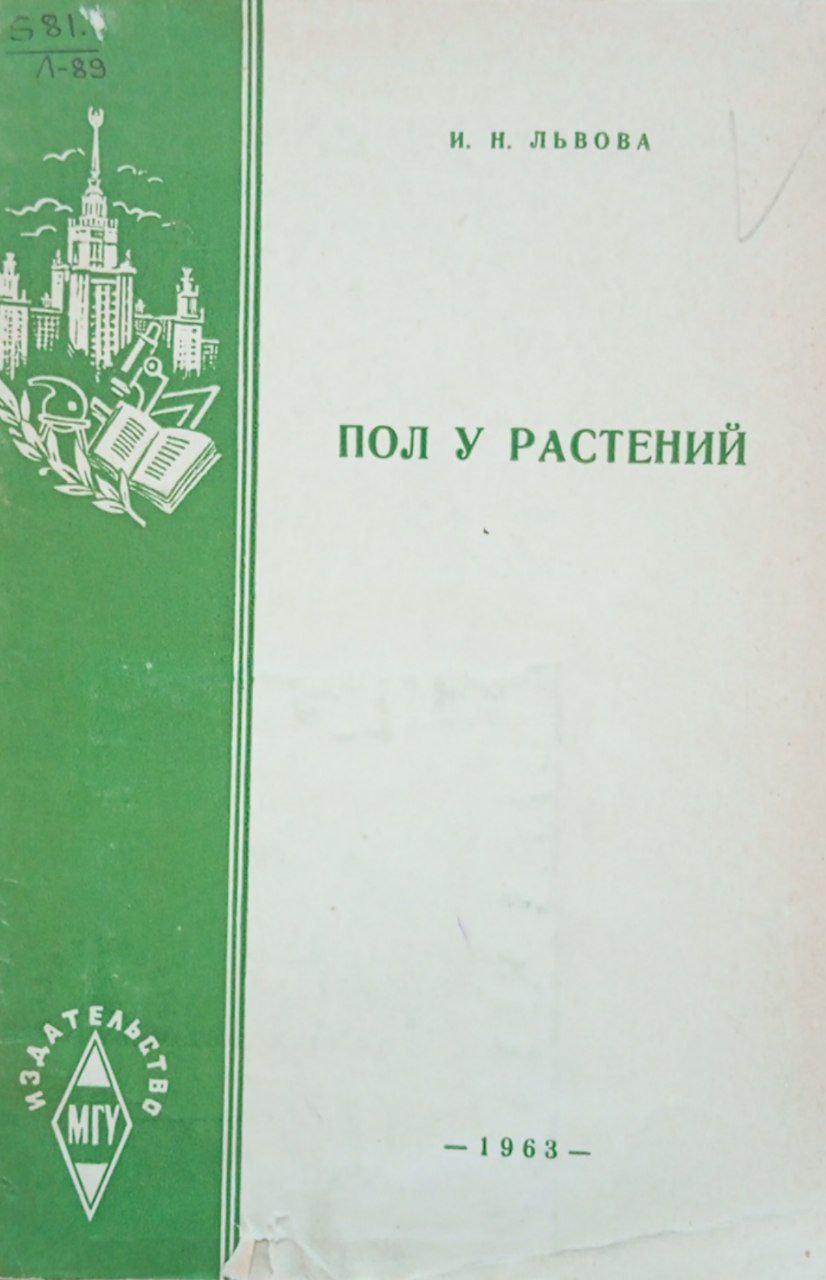 581.
Л-89
И. Н. ЛЬВОВА
ПОЛ У РАСТЕНИЙ
ИЗДАТЕЛЬСТВО
МГУ
— 1963 —